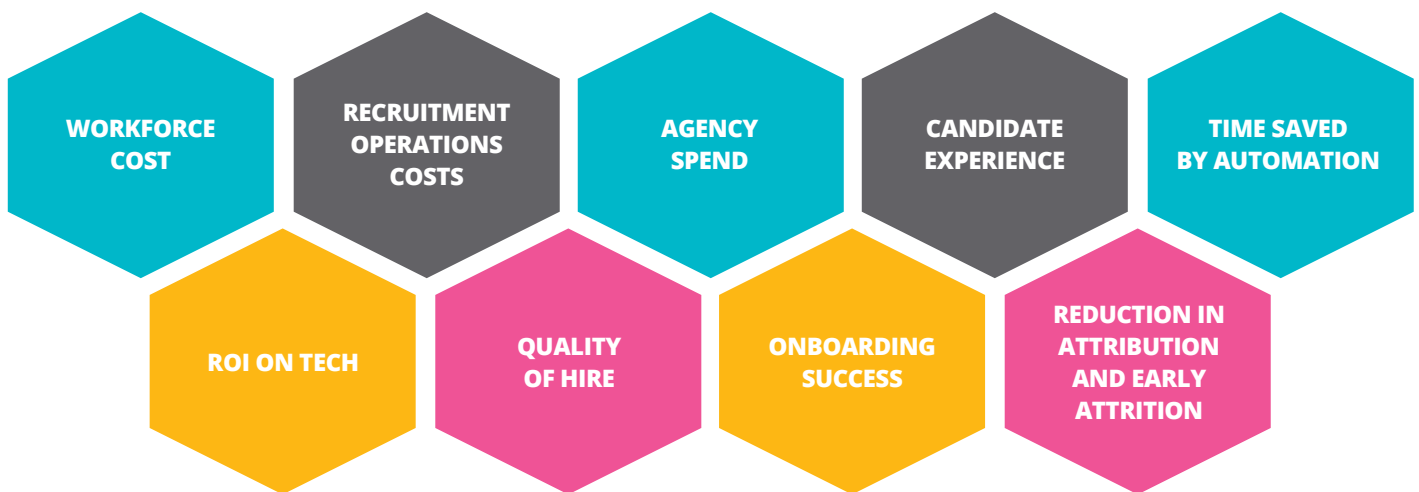 WORKFORCE
COST
RECRUITMENT
OPERATIONS
COSTS
AGENCY
SPEND
CANDIDATE
EXPERIENCE
TIME SAVED
BY AUTOMATION
ROI ON TECH
QUALITY
OF HIRE
ONBOARDING
SUCCESS
REDUCTION IN
ATTRIBUTION
AND EARLY
ATTRITION